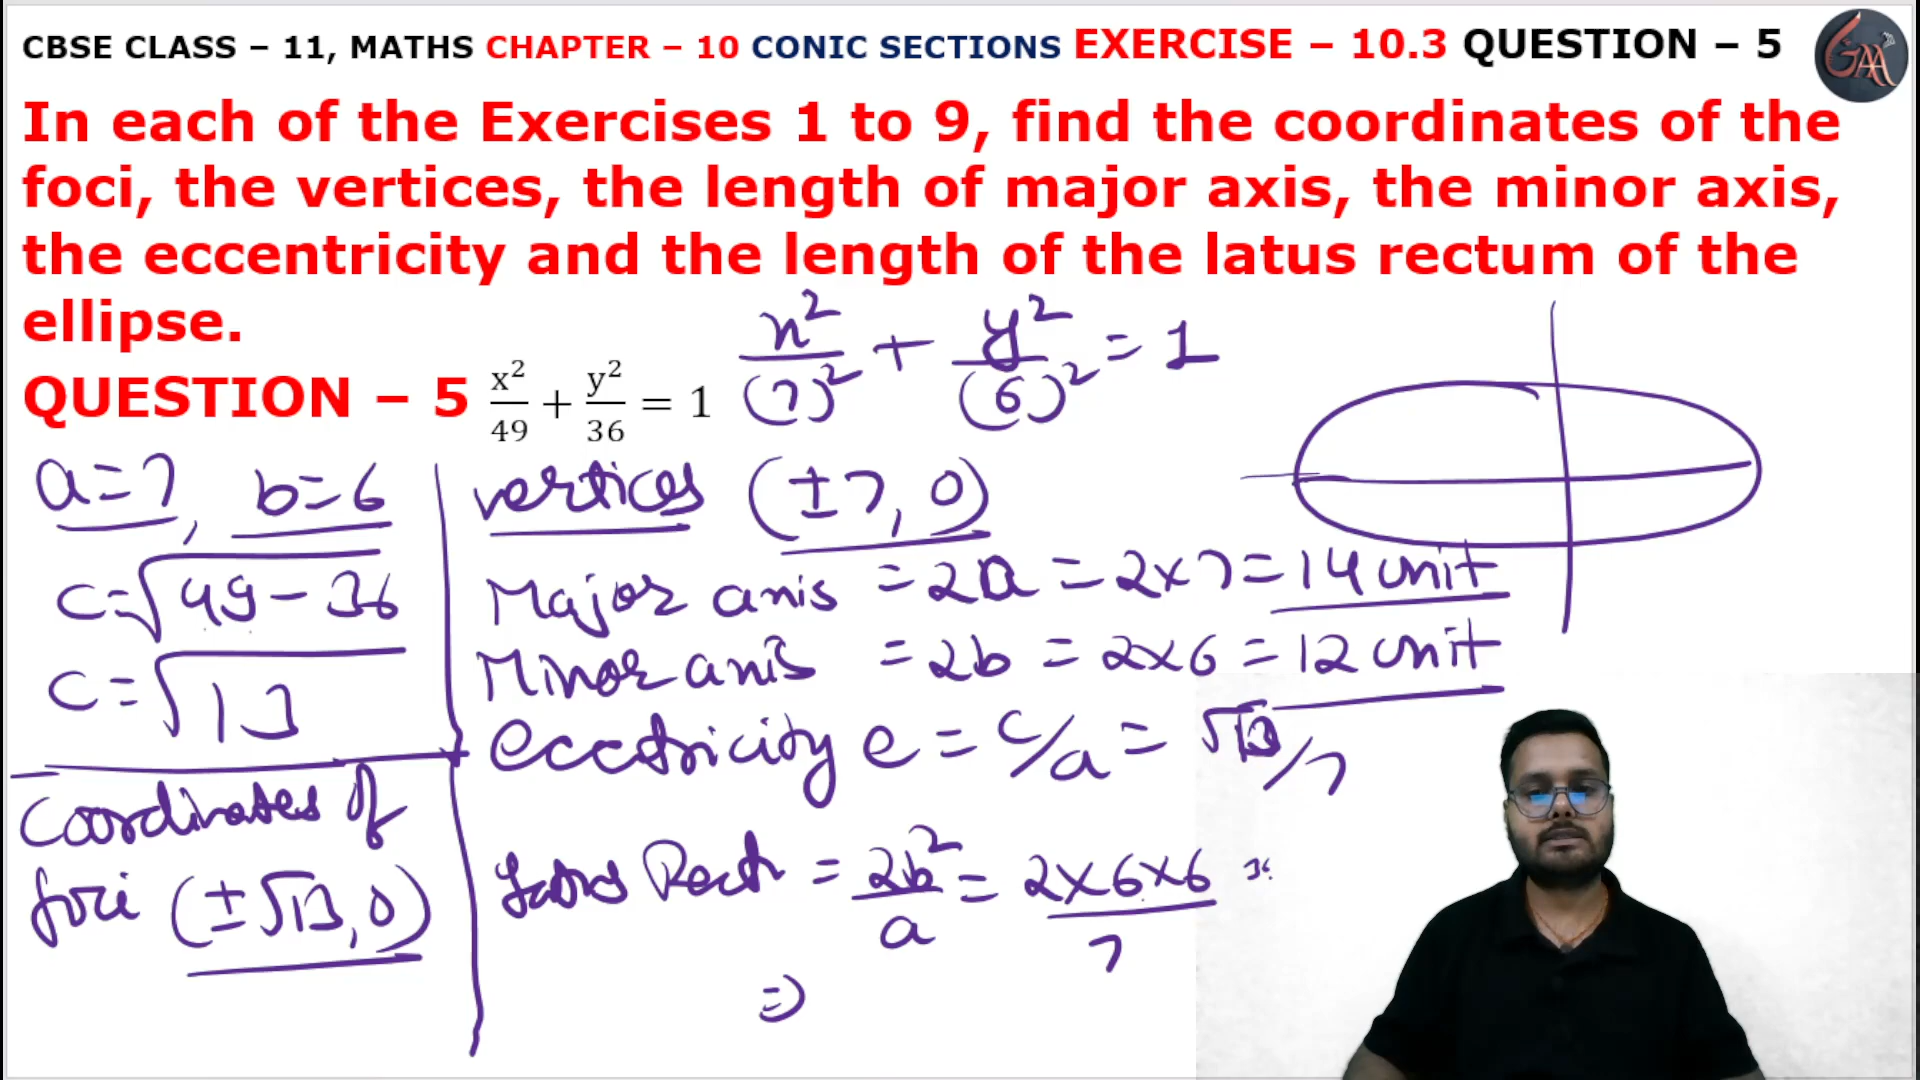 CBSE CLASS – 11, MATHS CHAPTER – 10 CONIC SECTIONS EXERCISE – 10.3 QUESTION – 5
In each of the Exercises 1 to 9, find the coordinates of the
foci, the vertices, the length of major axis, the minor axis,
the eccentricity and the length of the latus rectum of the
ellipse.
x²/(7)² + y²/(6)² = 1
QUESTION – 5 x²/49 + y²/36 = 1
a=7, b=6
c=√49-36
c=√13
Coordinates of
foci (±√13,0)
vertices (±7,0)
Major axis =2a=2×7=14 unit
Minor axis =2b=2×6=12 unit
ecctricity e=c/a=√13/7
Latus Rect = 2b²/a = 2×6×6/7
⇒